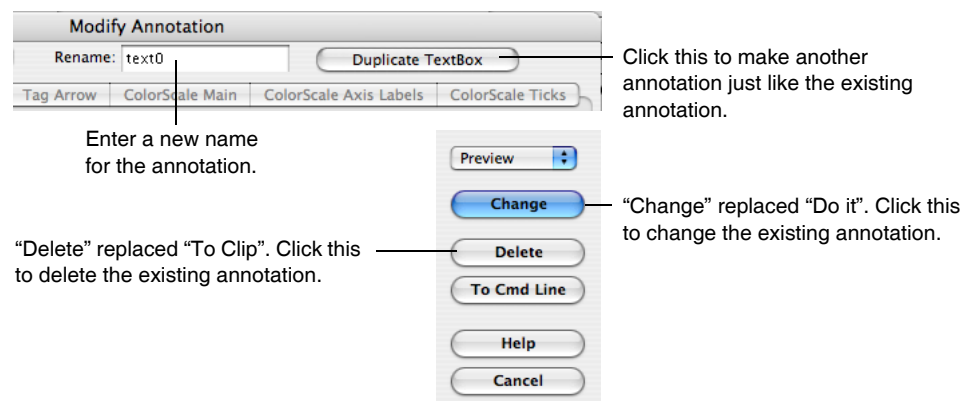 Modify Annotation
Rename: text0
Duplicate TextBox
Click this to make another
annotation just like the existing
annotation.
Tag Arrow ColorScale Main ColorScale Axis Labels ColorScale Ticks
Enter a new name
for the annotation.
Preview
Change
“Change” replaced “Do it”. Click this
to change the existing annotation.
“Delete” replaced “To Clip”. Click this
to delete the existing annotation.
Delete
To Cmd Line
Help
Cancel